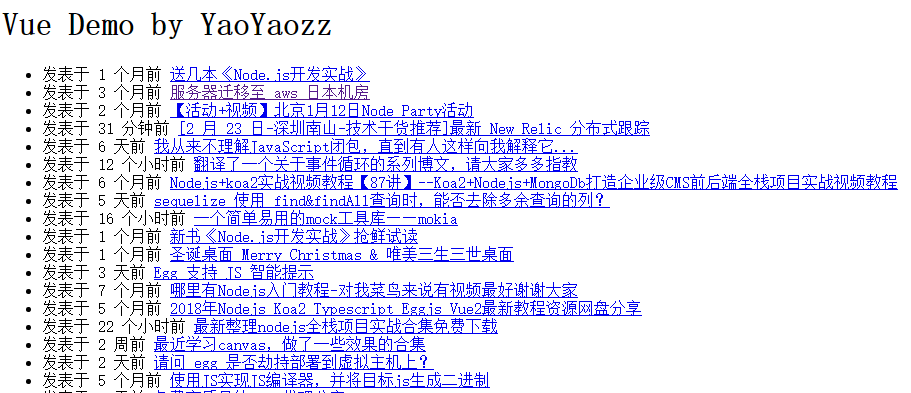 Vue Demo by YaoYaozz
发表于 1 个月前 送几本《Node.js开发实战》
发表于 3 个月前 服务器迁移至 aws 日本机房
发表于 2 个月前 【活动+视频】北京1月12日Node Party活动
发表于 31 分钟前 [2 月 23 日-深圳南山-技术干货推荐]最新 New Relic 分布式跟踪
发表于 6 天前 我从来不理解JavaScript闭包，直到有人这样向我解释它...
发表于 12 个小时前 翻译了一个关于事件循环的系列博文，请大家多多指教
发表于 6 个月前 Nodejs+koa2实战视频教程【87讲】--Koa2+Nodejs+MongoDb打造企业级CMS前后端全栈项目实战视频教程
发表于 5 天前 sequelize 使用 find&findAll查询时，能否去除多余查询的列？
发表于 16 个小时前 一个简单易用的mock工具库——mokia
发表于 1 个月前 新书《Node.js开发实战》抢鲜试读
发表于 1 个月前 圣诞桌面 Merry Christmas & 唯美三生三世桌面
发表于 3 天前 Egg 支持 JS 智能提示
发表于 7 个月前 哪里有Nodejs入门教程-对我菜鸟来说有视频最好谢谢大家
发表于 5 个月前 2018年Nodejs Koa2 Typescript Eggjs Vue2最新教程资源网盘分享
发表于 22 个小时前 最新整理nodejs全栈项目实战合集免费下载
发表于 2 周前 最近学习canvas，做了一些效果的合集
发表于 2 天前 请问 egg 是否劫持部署到虚拟主机上？
发表于 5 个月前 使用JS实现JS编译器，并将目标js生成二进制